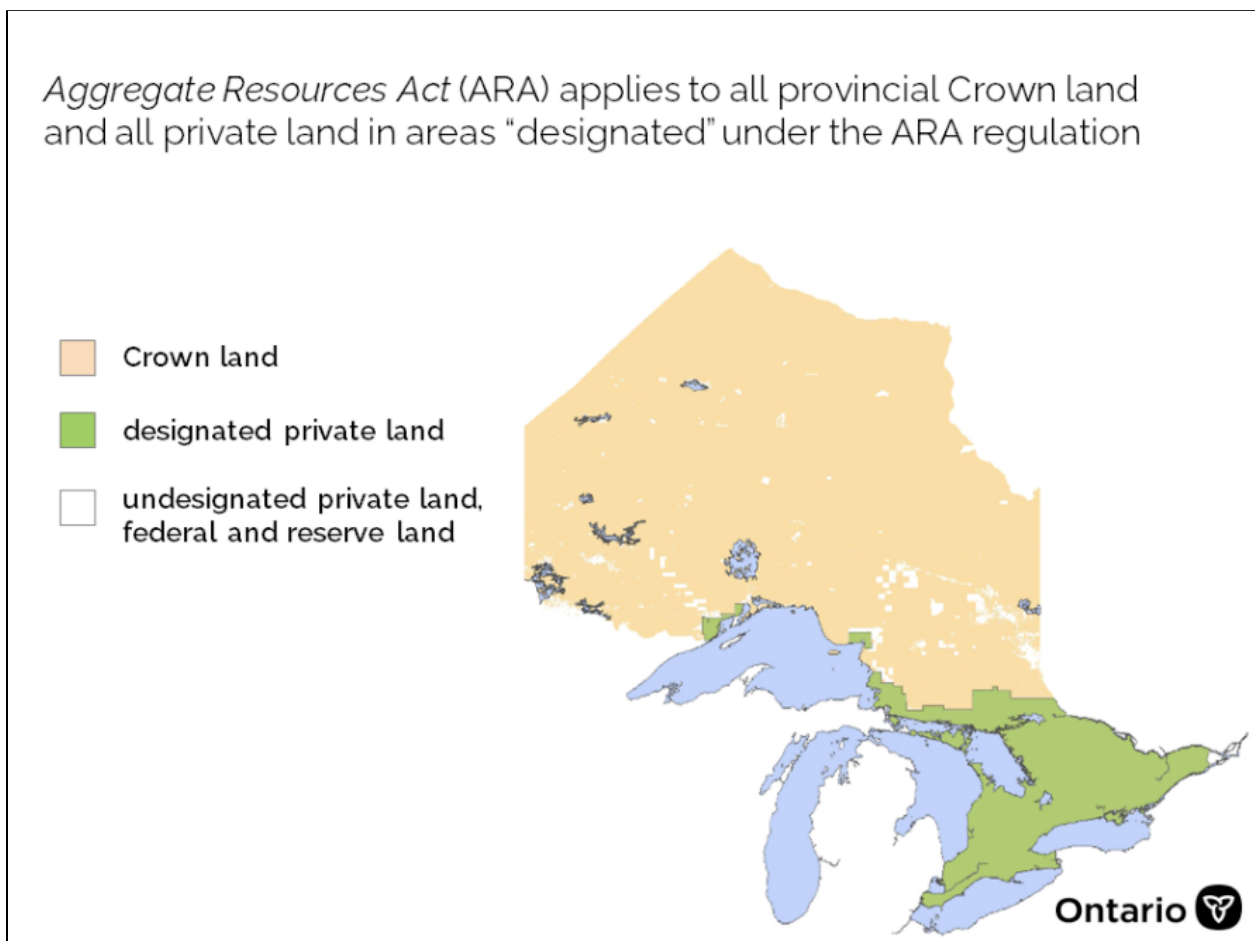 Aggregate Resources Act (ARA) applies to all provincial Crown land
and all private land in areas “designated” under the ARA regulation
Crown land
designated private land
undesignated private land,
federal and reserve land
Ontario